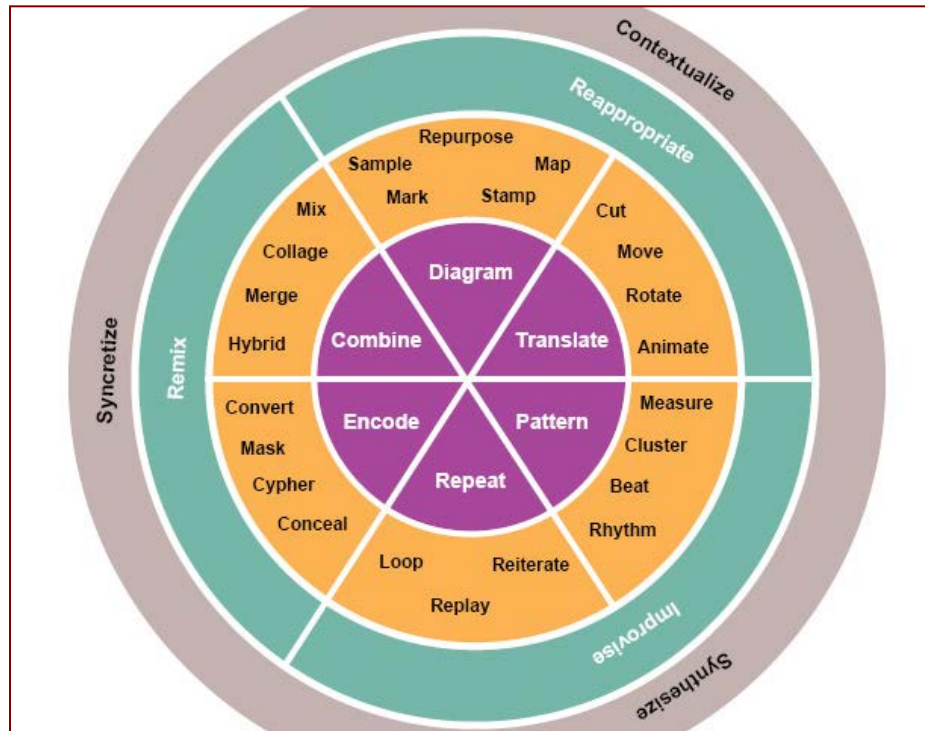 Contextualize
Reappropriate
Repurpose
Sample
Map
Mark
Stamp
Mix
Cut
Collage
Move
Diagram
Merge
Rotate
Syncretize
Remix
Hybrid
Combine
Translate
Animate
Convert
Encode
Pattern
Measure
Mask
Cluster
Cypher
Repeat
Beat
Conceal
Rhythm
Loop
Reiterate
Replay
Improvise
Synthesize